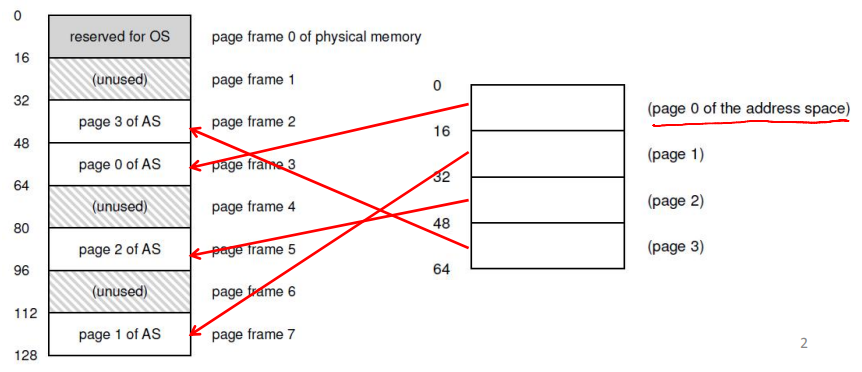 0
reserved for OS page frame 0 of physical memory
16
(unused) page frame 1
32
page 3 of AS page frame 2
48
page 0 of AS page frame 3
64
(unused) page frame 4
80
page 2 of AS page frame 5
96
(unused) page frame 6
112
page 1 of AS page frame 7
128
0
(page 0 of the address space)
16
(page 1)
32
(page 2)
48
(page 3)
64
2